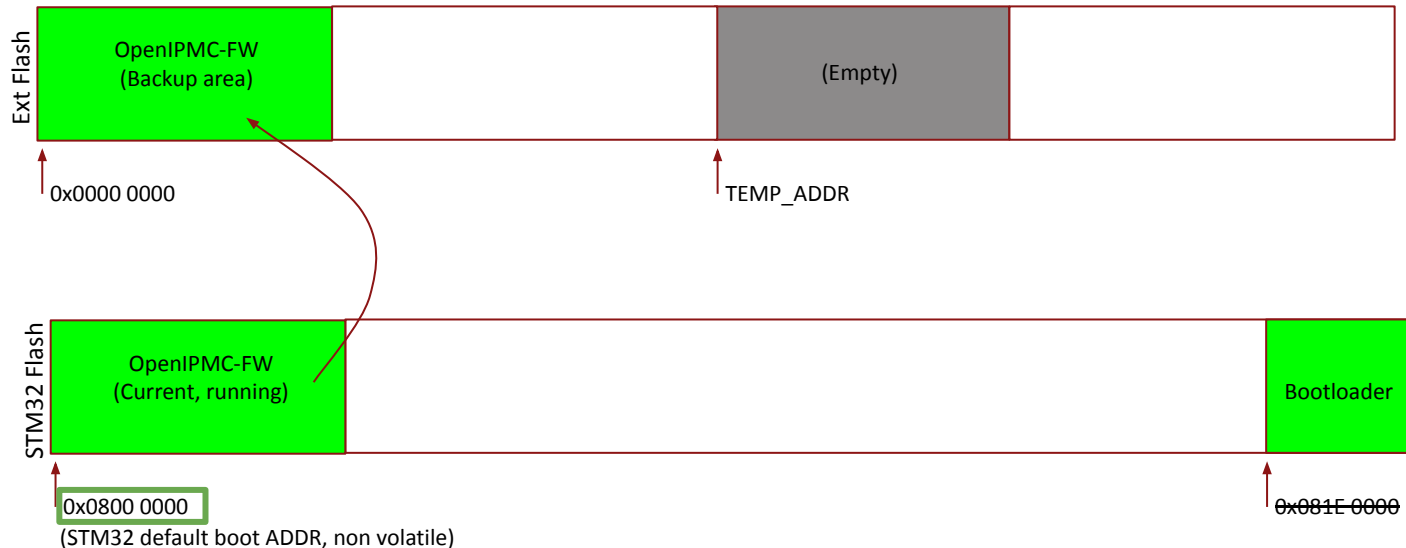 Ext Flash
OpenIPMC-FW
(Backup area)
(Empty)
0x0000 0000
TEMP_ADDR
STM32 Flash
OpenIPMC-FW
(Current, running)
Bootloader
0x0800 0000
0x081E 0000
(STM32 default boot ADDR, non volatile)